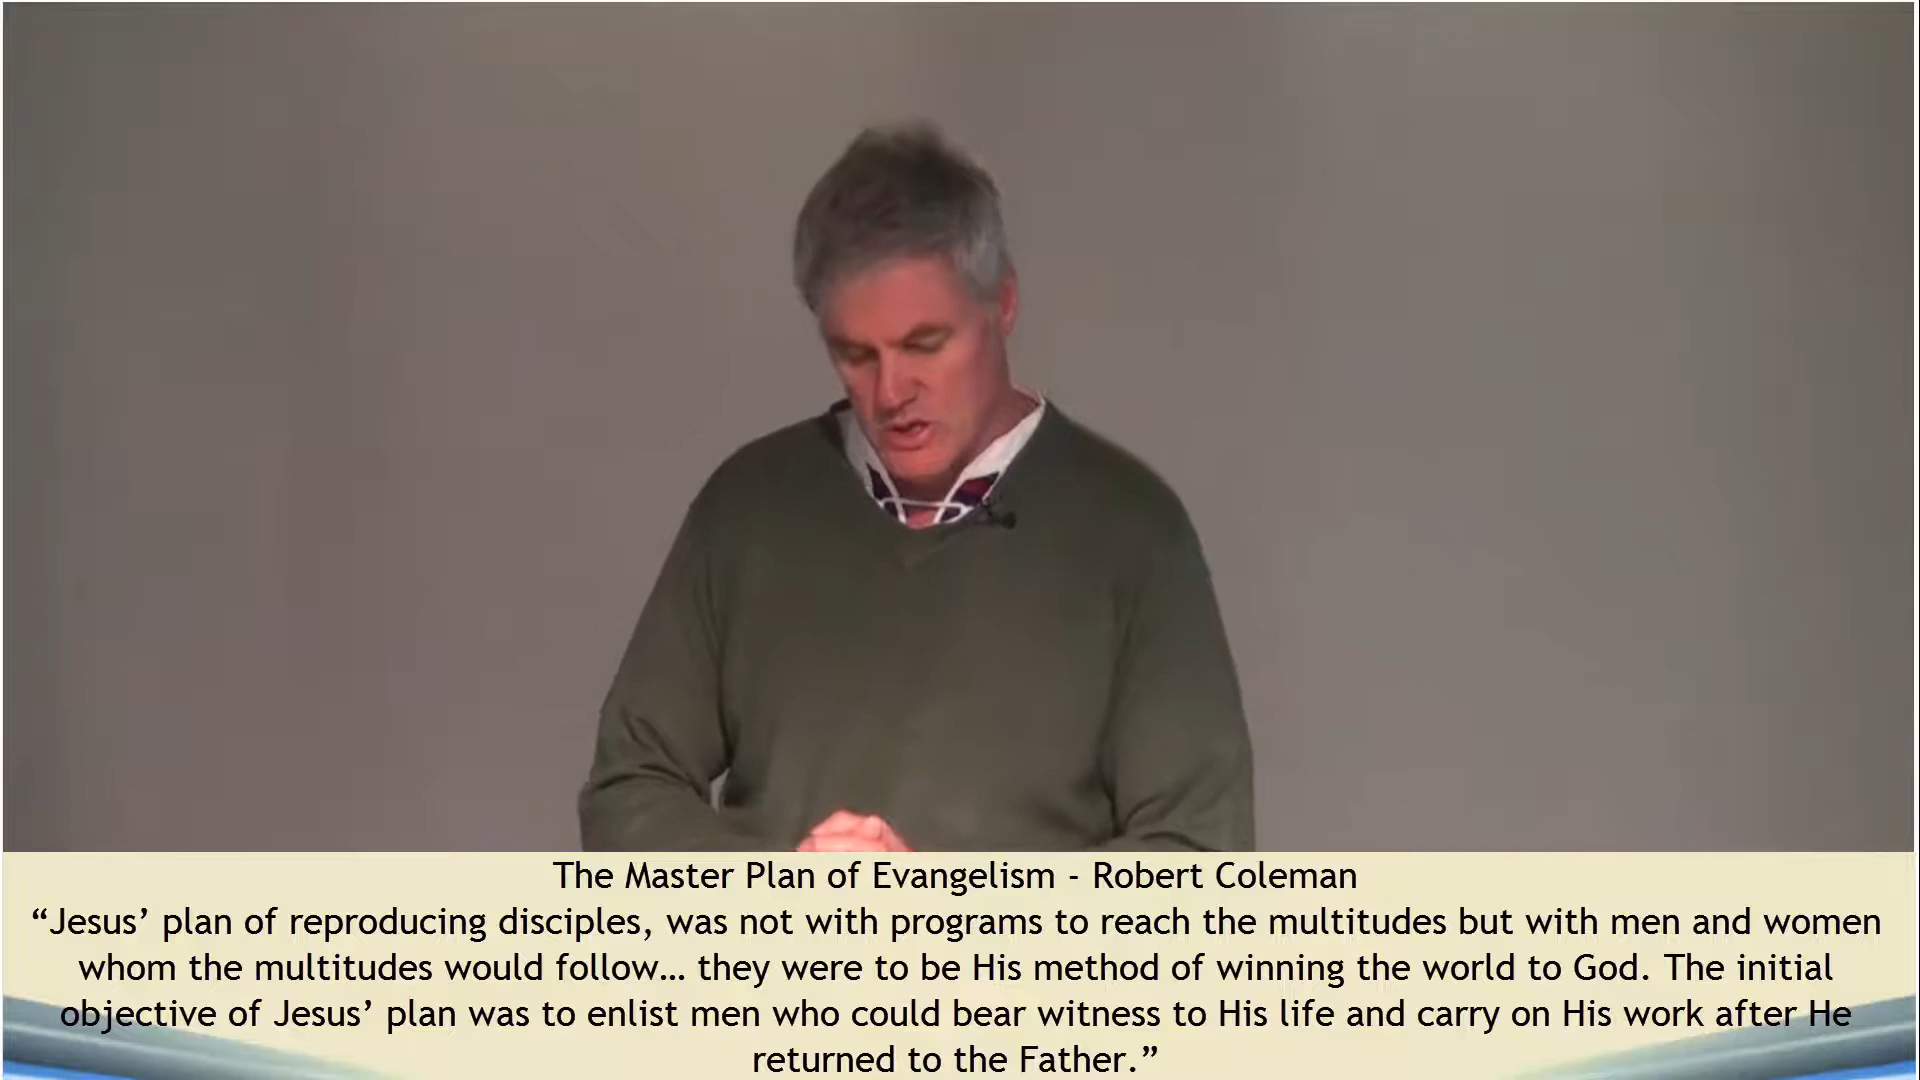 The Master Plan of Evangelism - Robert Coleman
“Jesus’ plan of reproducing disciples, was not with programs to reach the multitudes but with men and women
whom the multitudes would follow… they were to be His method of winning the world to God. The initial
objective of Jesus’ plan was to enlist men who could bear witness to His life and carry on His work after He
returned to the Father.”